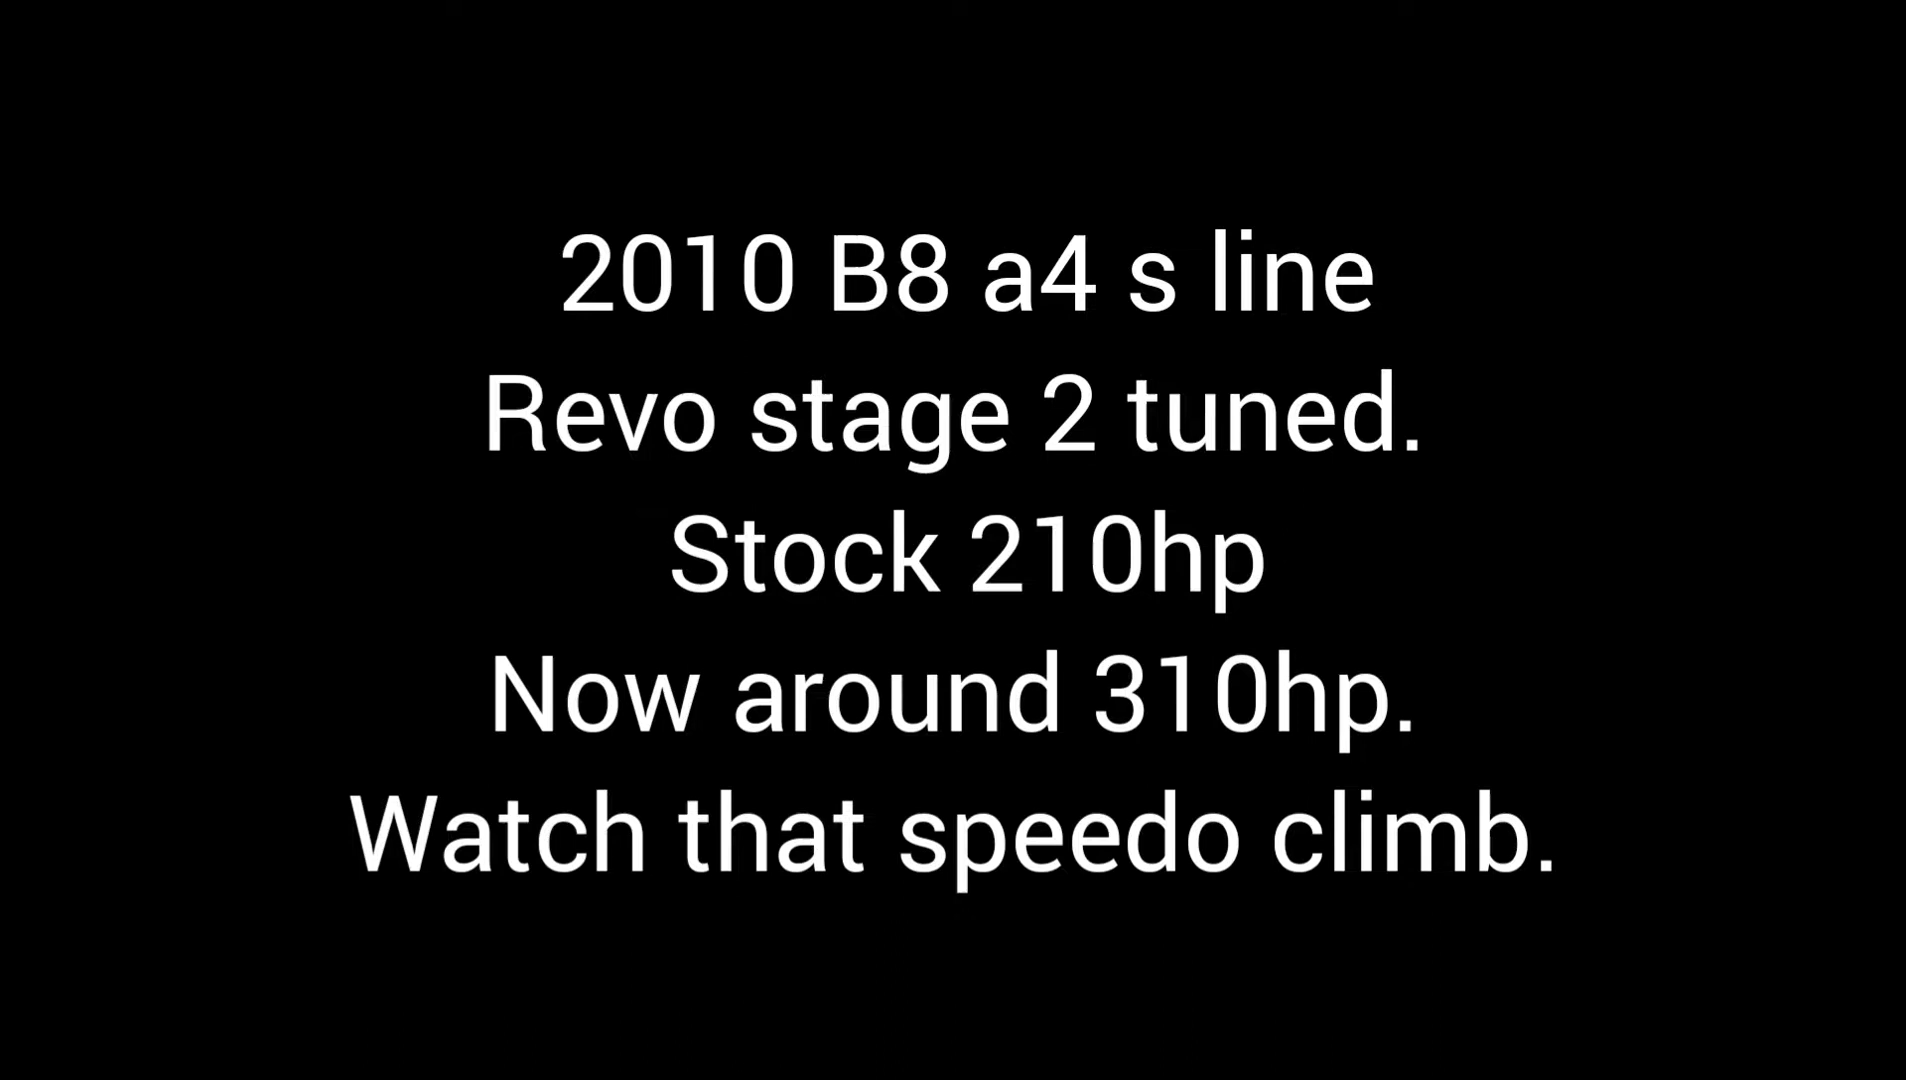 2010 B8 a4 s line
Revo stage 2 tuned.
Stock 210hp
Now around 310hp.
Watch that speedo climb.